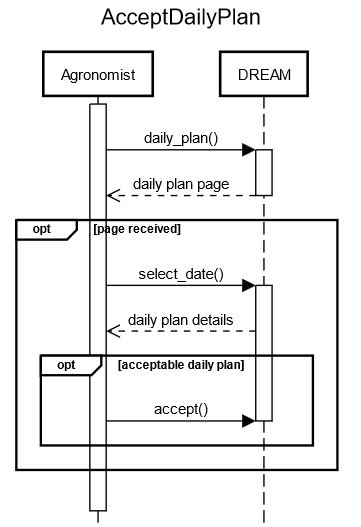 AcceptDailyPlan
Agronomist
DREAM
daily_plan()
daily plan page
opt
[page received]
select_date()
daily plan details
opt
[acceptable daily plan]
accept()